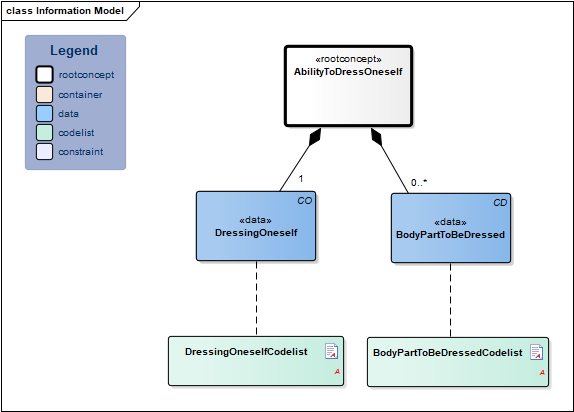 class Information Model
Legend
rootconcept
container
data
codelist
constraint
«rootconcept»
AbilityToDressOneself
1
0..*
CO
«data»
DressingOneself
CD
«data»
BodyPartToBeDressed
DressingOneselfCodelist
A
BodyPartToBeDressedCodelist
A